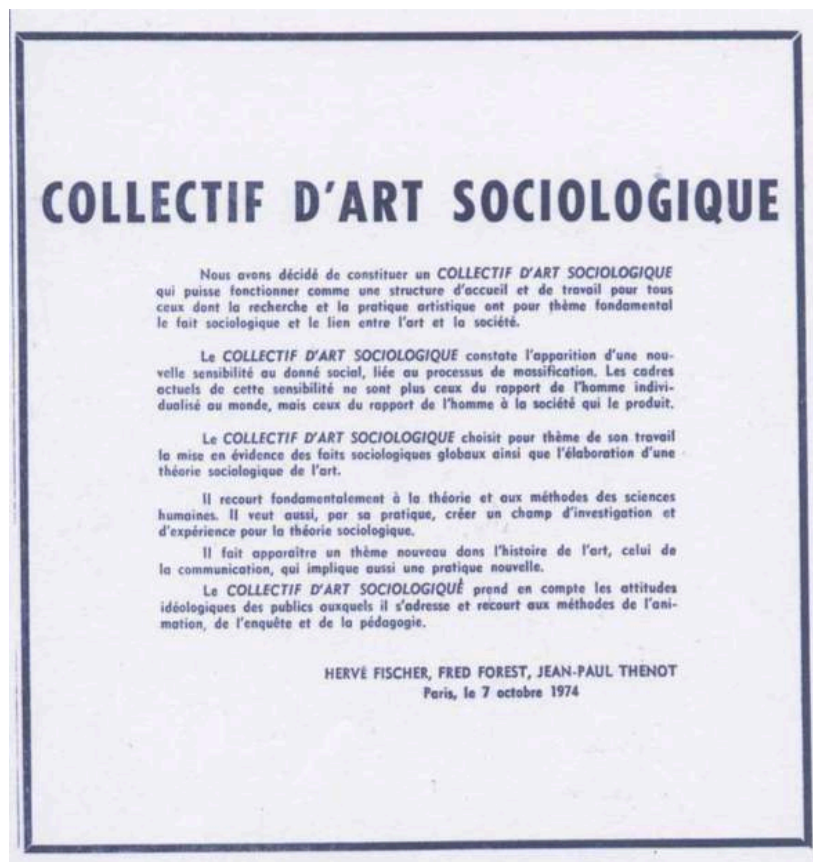 COLLECTIF D'ART SOCIOLOGIQUE
Nous avons décidé de constituer un COLLECTIF D'ART SOCIOLOGIQUE
qui puisse fonctionner comme une structure d'accueil et de travail pour tous
ceux dont la recherche et la pratique artistique ont pour thème fondamental
le fait sociologique et le lien entre l'art et la société.
Le COLLECTIF D'ART SOCIOLOGIQUE constate l'apparition d'une nou-
velle sensibilité au donné social, liée au processus de massification. Les cadres
actuels de cette sensibilité ne sont plus ceux du rapport de l'homme indivi-
dualisé au monde, mais ceux du rapport de l'homme à la société qui le produit.
Le COLLECTIF D'ART SOCIOLOGIQUE choisit pour thème de son travail
la mise en évidence des faits sociologiques globaux ainsi que l'élaboration d'une
théorie sociologique de l'art.
Il recourt fondamentalement à la théorie et aux méthodes des sciences
humaines. Il veut aussi, par sa pratique, créer un champ d'investigation et
d'expérience pour la théorie sociologique.
Il fait apparaître un thème nouveau dans l'histoire de l'art, celui de
la communication, qui implique aussi une pratique nouvelle.
Le COLLECTIF D'ART SOCIOLOGIQUE prend en compte les attitudes
idéologiques des publics auxquels il s'adresse et recourt aux méthodes de l'ani-
mation, de l'enquête et de la pédagogie.
HERVÉ FISCHER, FRED FOREST, JEAN-PAUL THENOT
Paris, le 7 octobre 1974